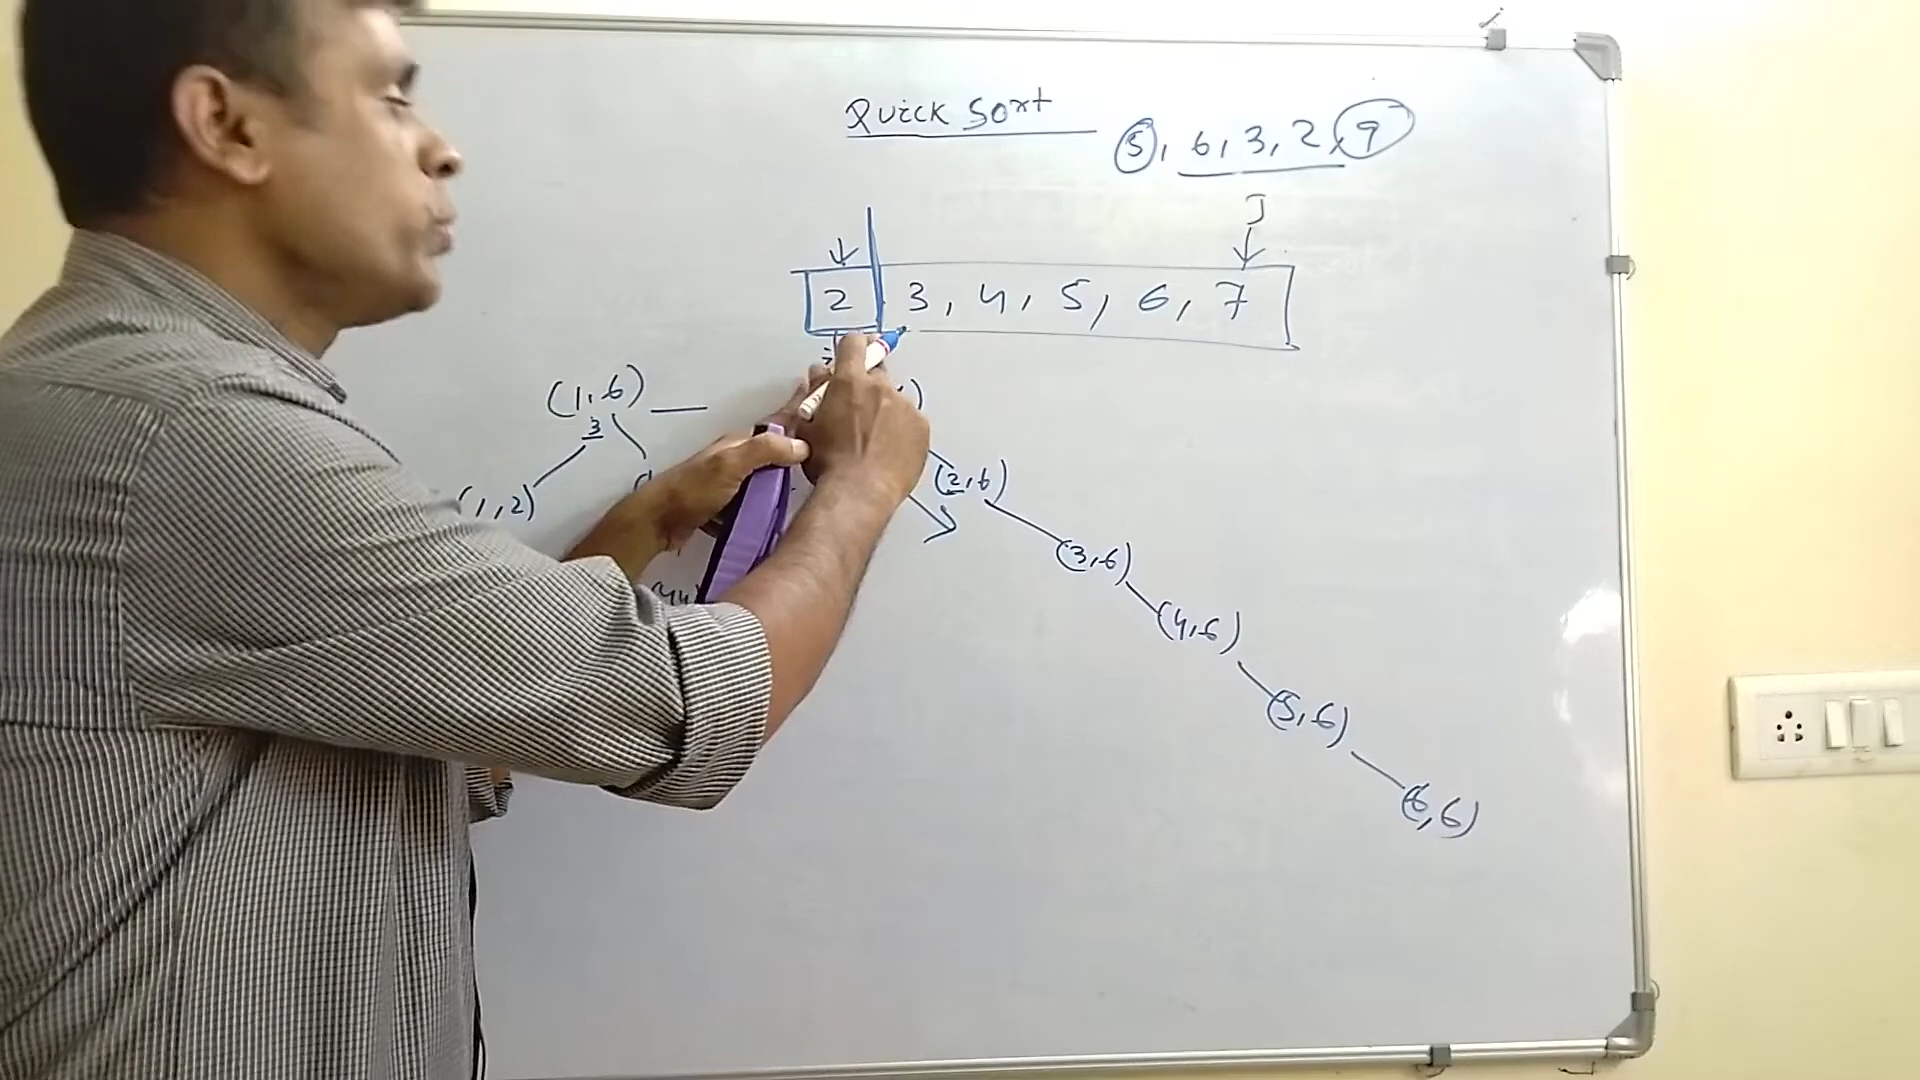 Quick Sort
5, 6, 3, 2, 9
J
2 3, 4, 5, 6, 7
(1,6)
3
(1,2)
(2,6)
(3,6)
(4,6)
(5,6)
(6,6)